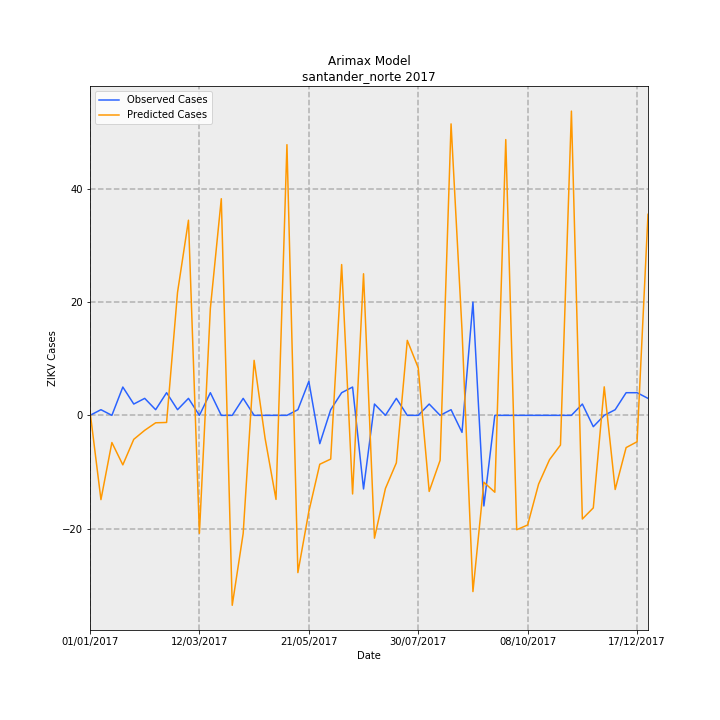 Arimax Model
santander_norte 2017
Observed Cases
Predicted Cases
ZIKV Cases
40
20
0
−20
01/01/2017
12/03/2017
21/05/2017
30/07/2017
08/10/2017
17/12/2017
Date